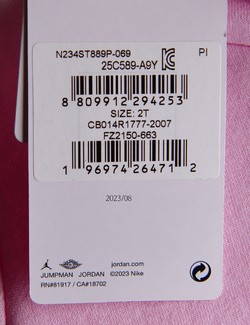 N234ST889P-069
25C589-A9Y PI
8 809912 294253
SIZE: 2T
CB014R1777-2007
FZ2150-663
1 96974 26471 2
2023/08
jordan.com
JUMPMAN JORDAN ©2023 Nike
RN#81917 / CA#18702